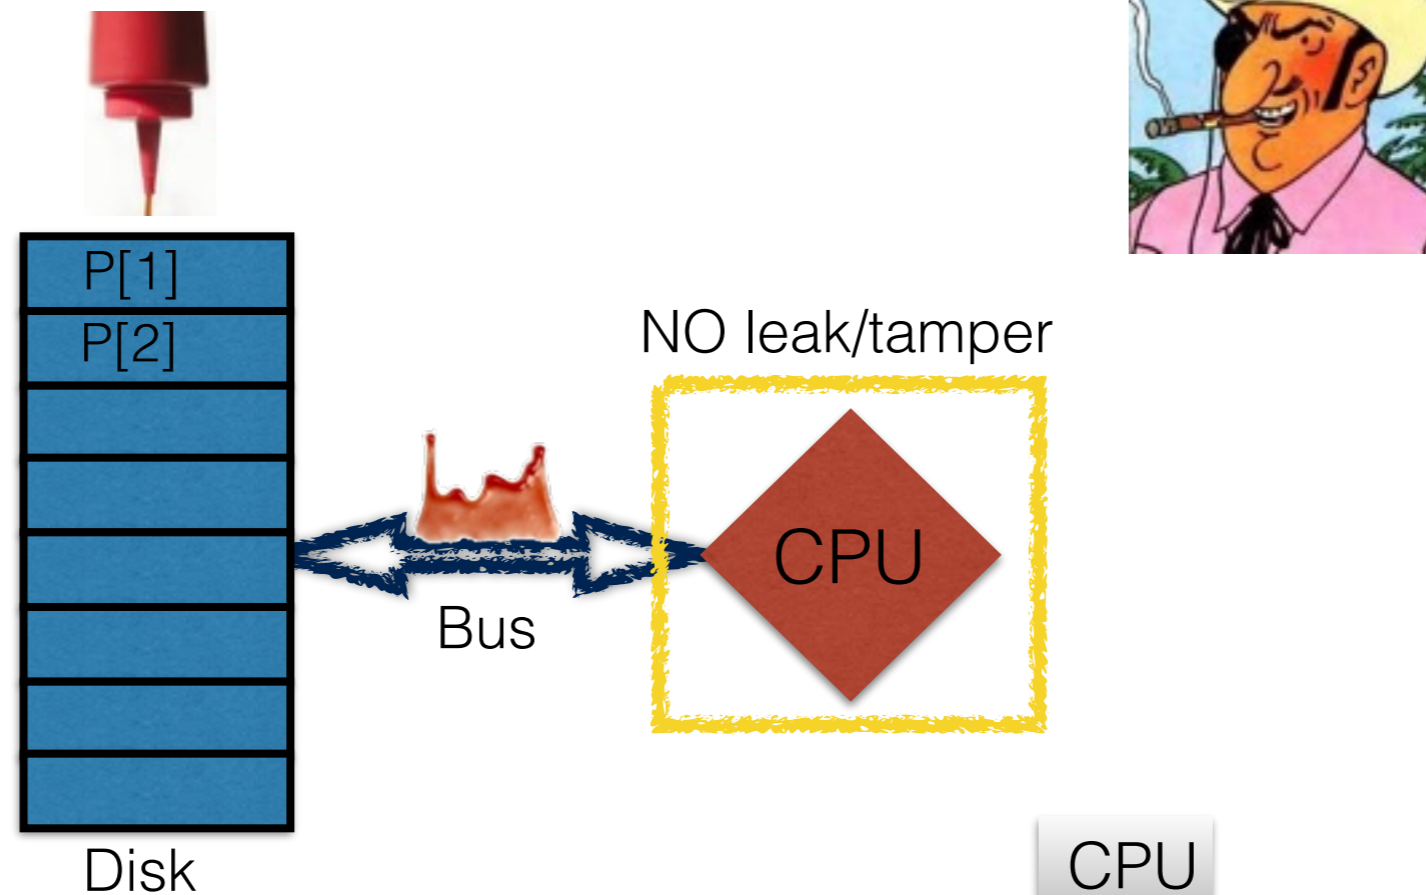 P[1]
P[2]
NO leak/tamper
CPU
Bus
Disk
CPU